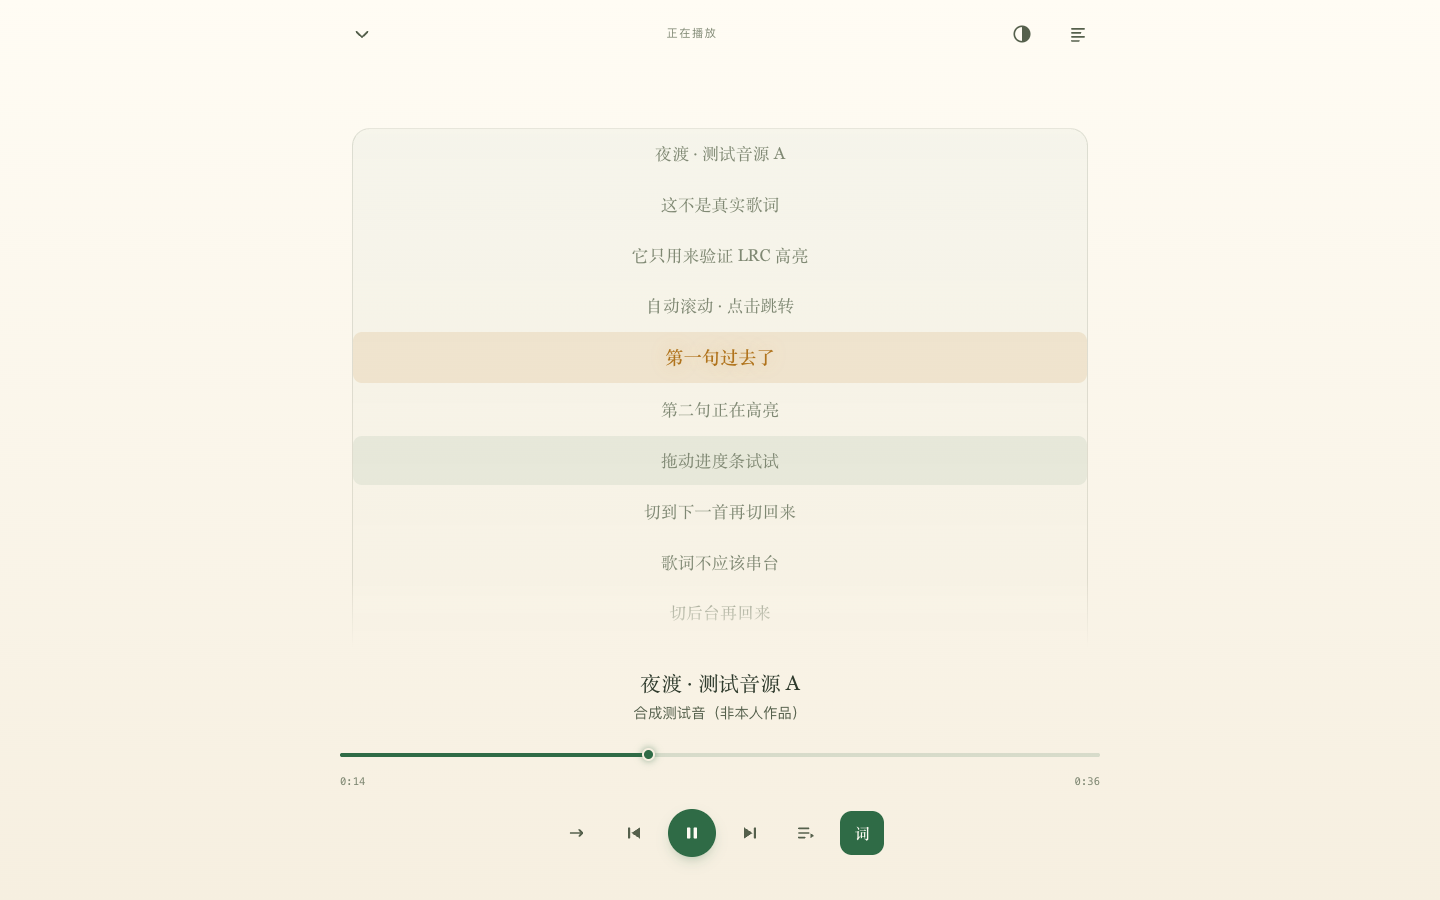 正在播放
夜渡 · 测试音源 A
这不是真实歌词
它只用来验证 LRC 高亮
自动滚动 · 点击跳转
第一句过去了
第二句正在高亮
拖动进度条试试
切到下一首再切回来
歌词不应该串台
切后台再回来
夜渡 · 测试音源 A
合成测试音（非本人作品）
0:14
0:36
词